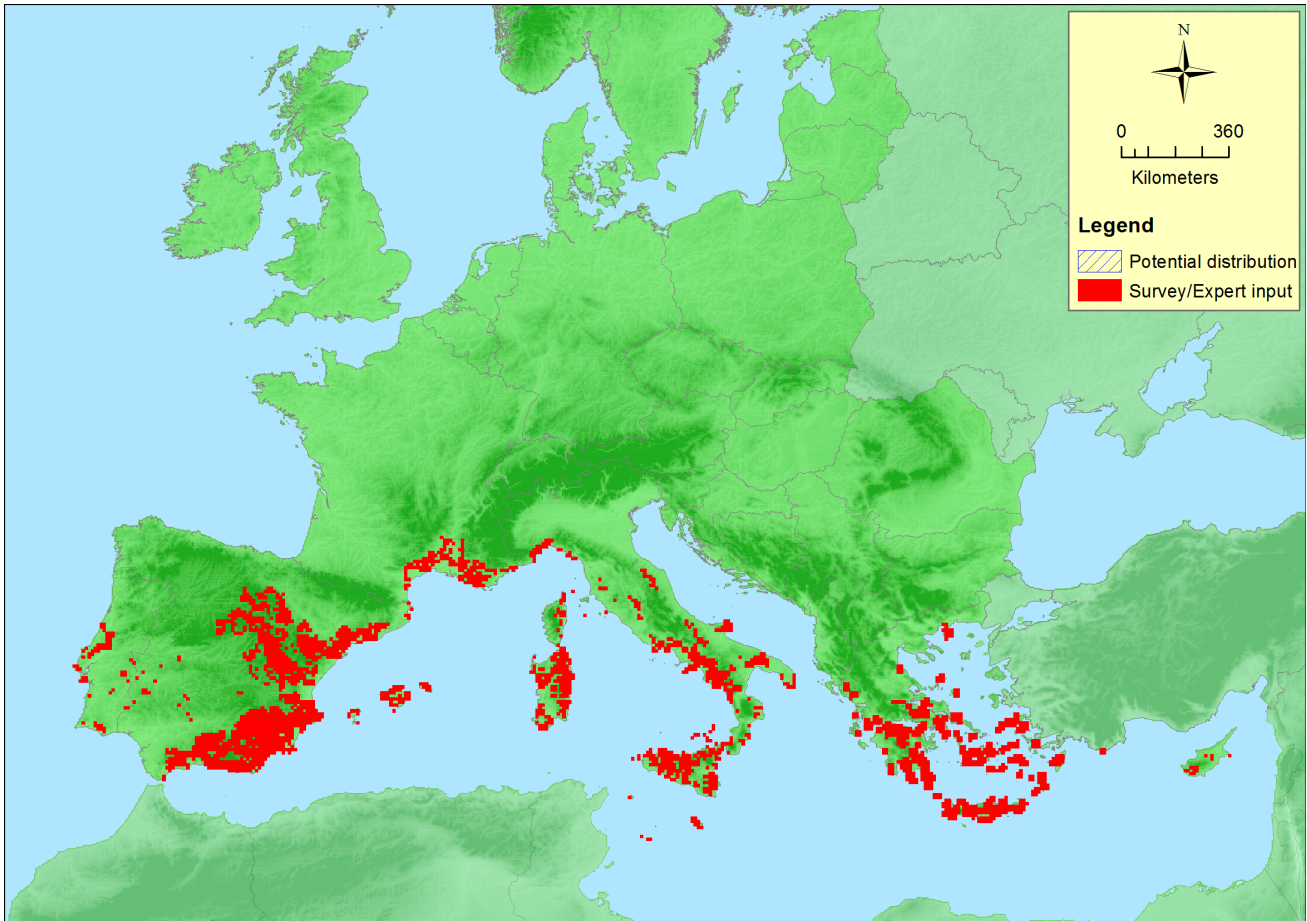 N
0 360
Kilometers
Legend
Potential distribution
Survey/Expert input